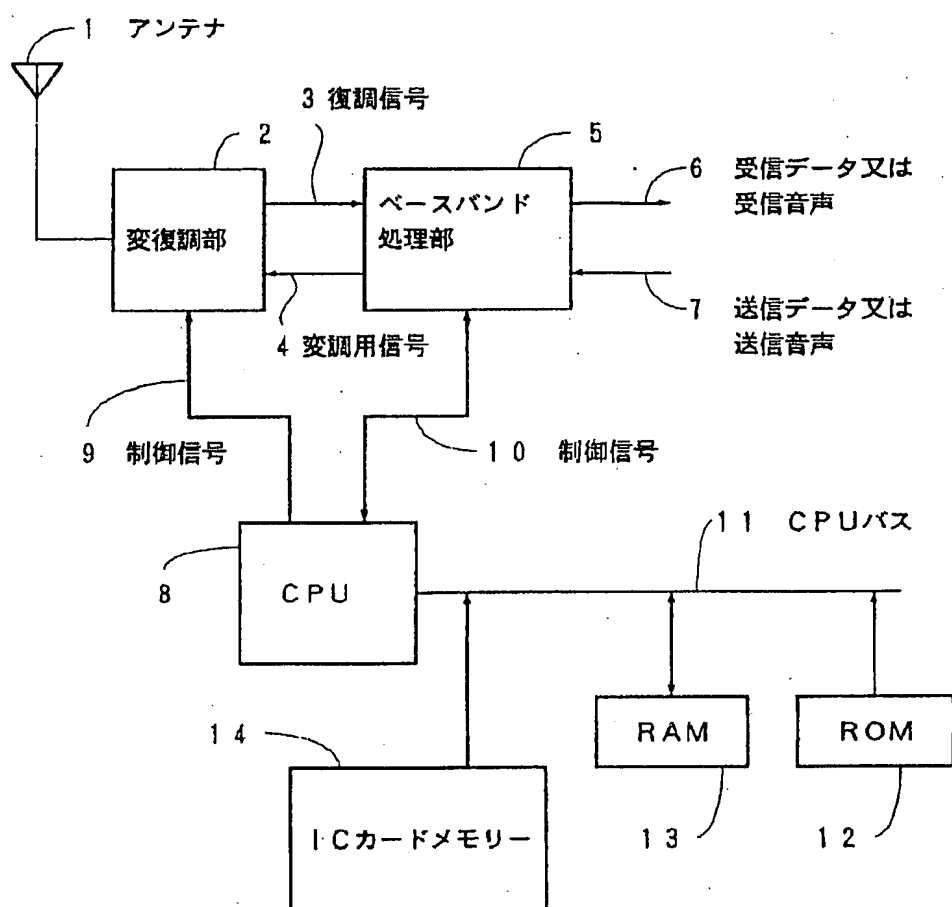 1 アンテナ
3 復調信号
2
5
6 受信データ又は
受信音声
変復調部
ベースバンド
処理部
4 変調用信号
7 送信データ又は
送信音声
9 制御信号
10 制御信号
11 CPUバス
8
CPU
14
RAM
ROM
ICカードメモリー
13
12